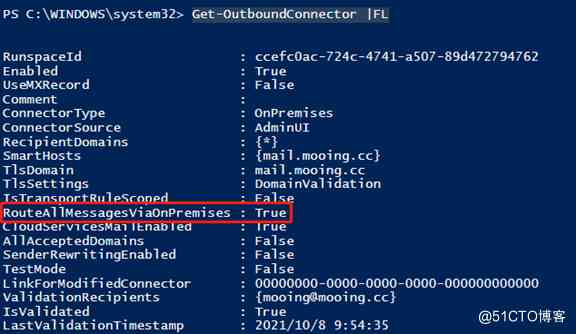 PS C:\WINDOWS\system32> Get-OutboundConnector |FL
RunspaceId : ccefc0ac-724c-4741-a507-89d472794762
Enabled : True
UseMXRecord : False
Comment :
ConnectorType : OnPremises
ConnectorSource : AdminUI
RecipientDomains : {*}
SmartHosts : {mail.mooing.cc}
TlsDomain : mail.mooing.cc
TlsSettings : DomainValidation
IsTransportRuleScoped : False
RouteAllMessagesViaOnPremises : True
CloudServicesMailEnabled : True
AllAcceptedDomains : False
SenderRewritingEnabled : False
TestMode : False
LinkForModifiedConnector : 00000000-0000-0000-0000-000000000000
ValidationRecipients : {mooing@mooing.cc}
IsValidated : True
LastValidationTimestamp : 2021/10/8 9:54:35
@51CTO博客